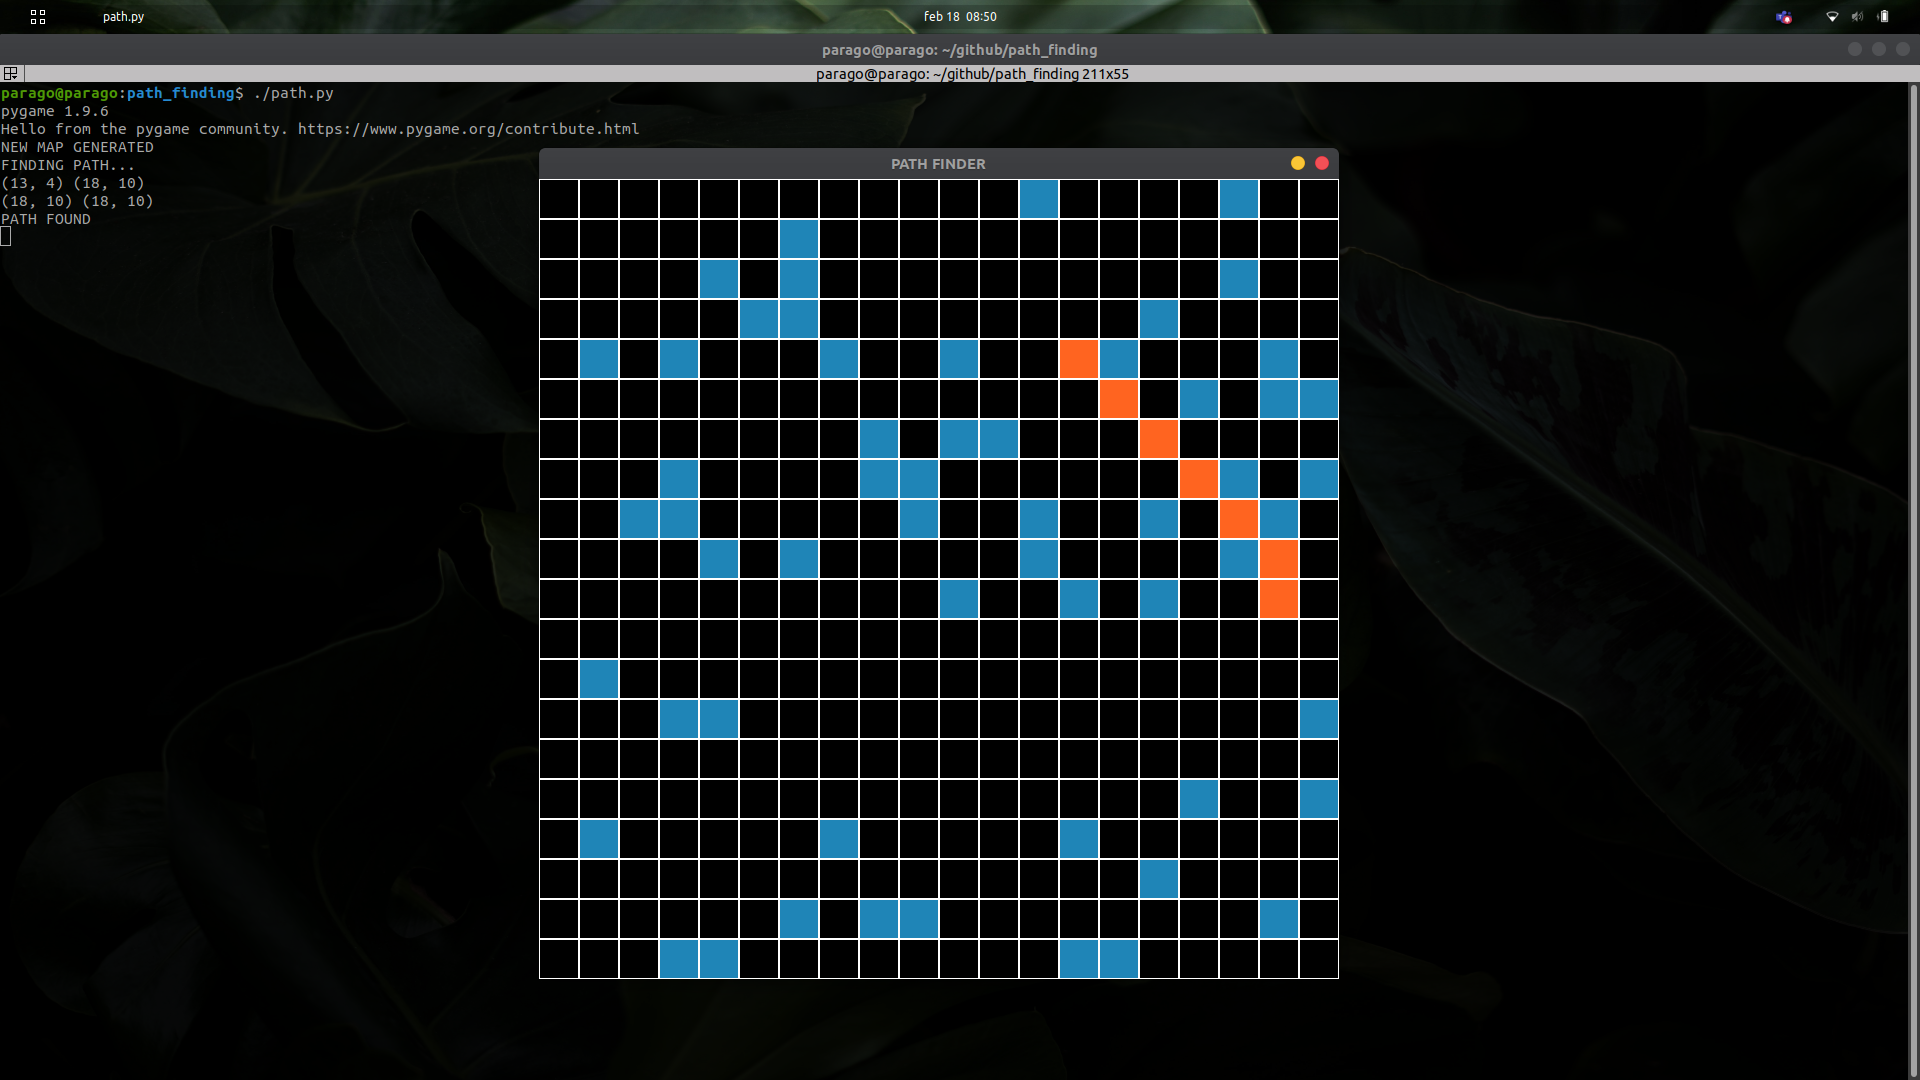 path.py
feb 18 08:50
parago@parago: ~/github/path_finding
parago@parago: ~/github/path_finding 211x55
parago@parago:path_finding$ ./path.py
pygame 1.9.6
Hello from the pygame community. https://www.pygame.org/contribute.html
NEW MAP GENERATED
FINDING PATH...
(13, 4) (18, 10)
(18, 10) (18, 10)
PATH FOUND
PATH FINDER